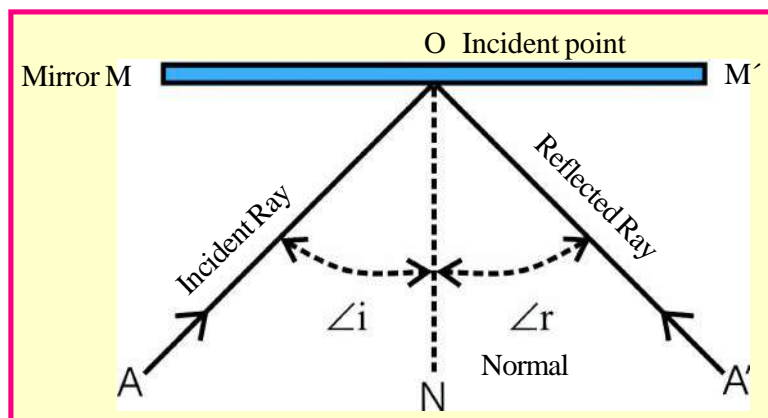 O Incident point
Mirror M
M´
Incident Ray
Reflected Ray
∠i
∠r
Normal
A
N
A'